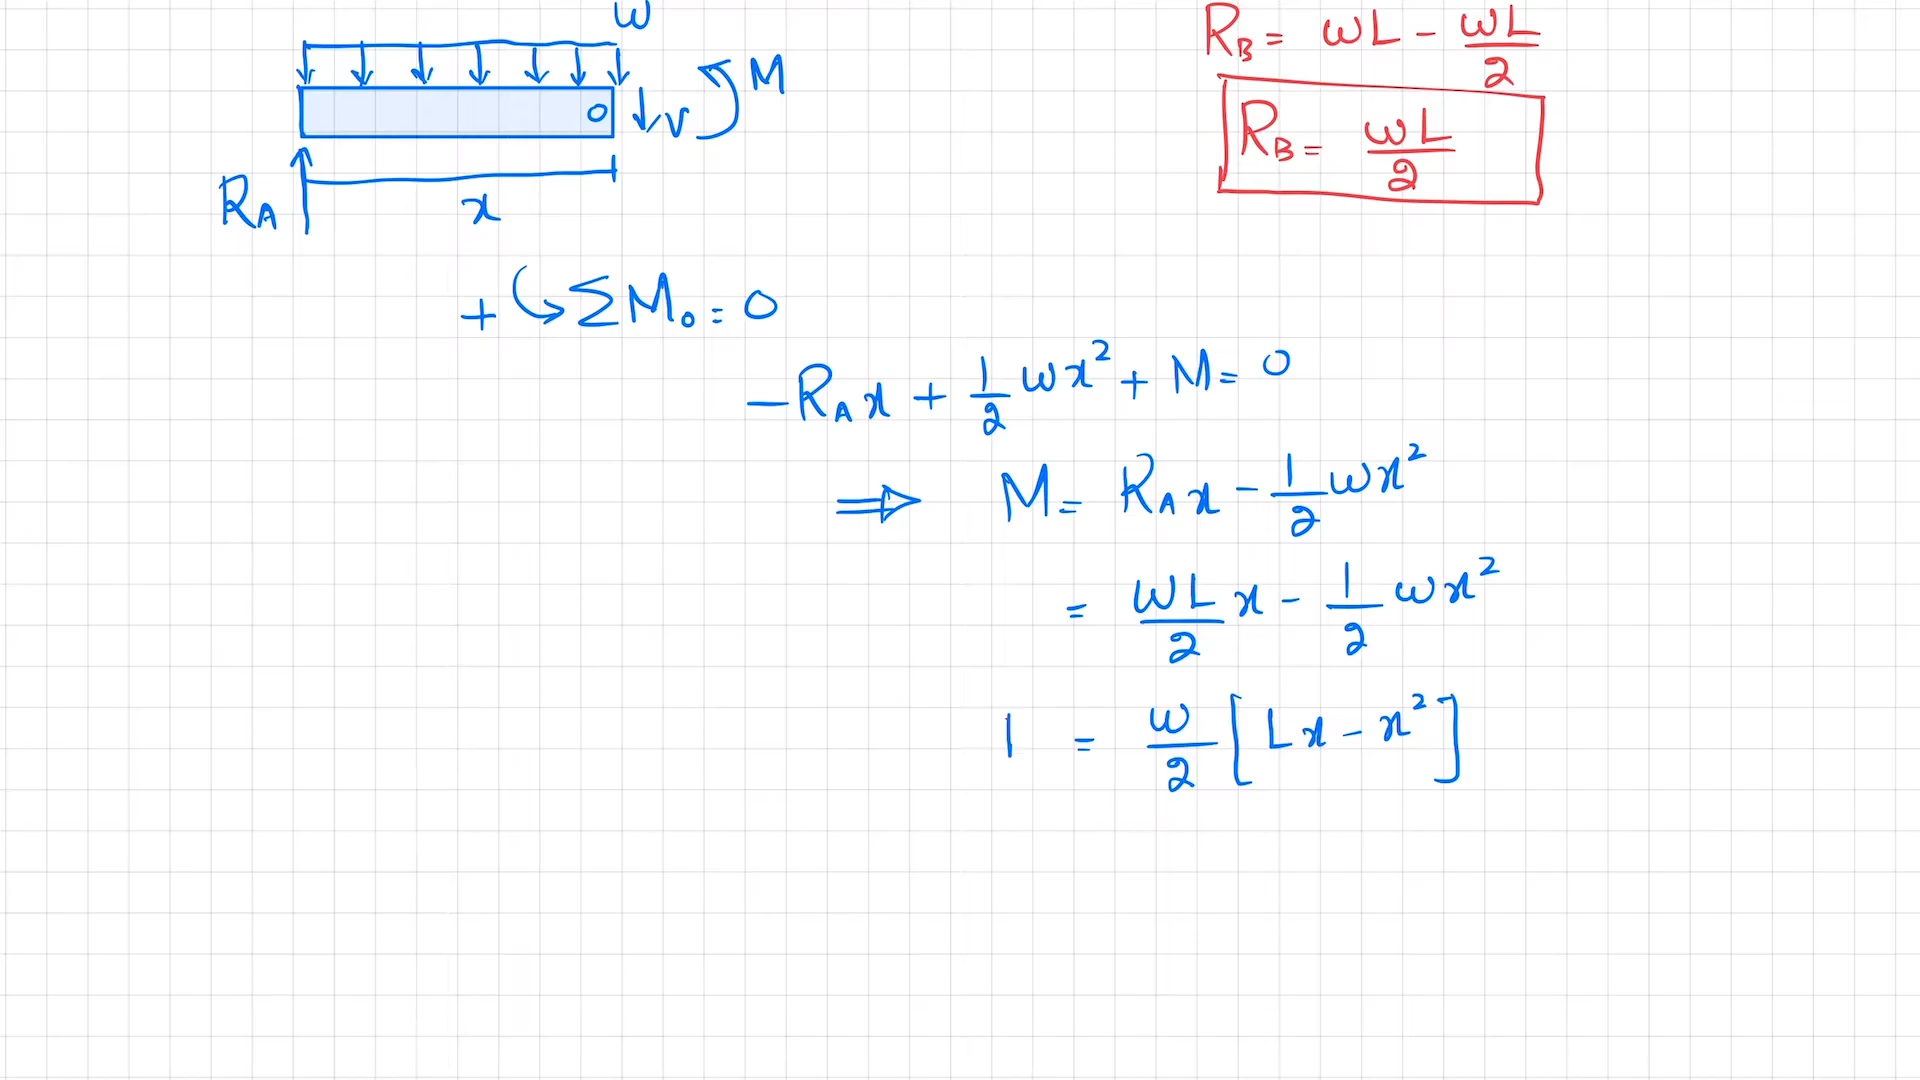 w
M
O
V
R_A
x
R_B = wL - wL/2
R_B = wL/2
+ ΣM_o = 0
-R_A x + 1/2 wx² + M = 0
⇒ M = R_A x - 1/2 wx²
= wL/2 x - 1/2 wx²
| = w/2 [Lx - x²]